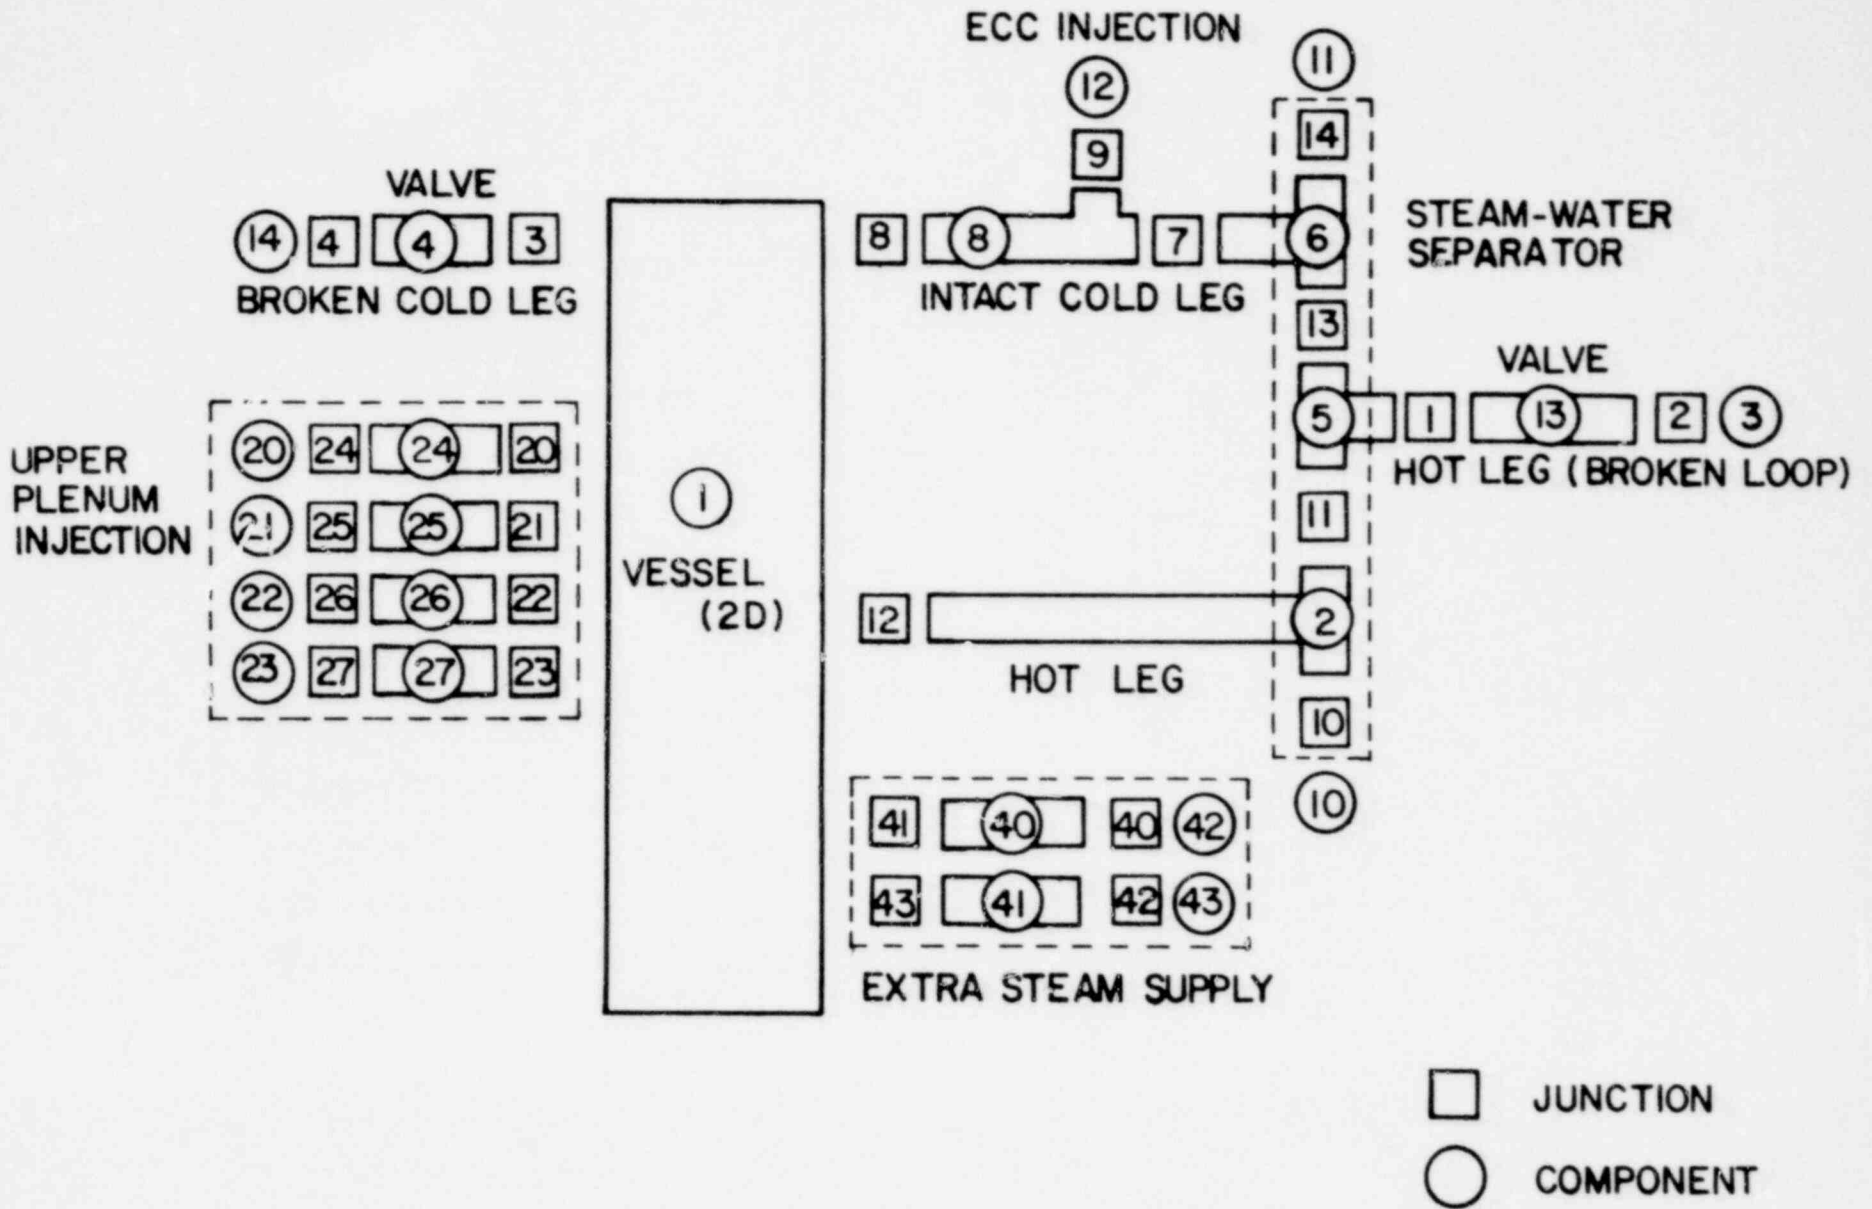 ECC INJECTION
12
9
11
14
VALVE
14 4 4 3
BROKEN COLD LEG
8 8 7 6
INTACT COLD LEG
STEAM-WATER
SEPARATOR
13
VALVE
5 1 13 2 3
HOT LEG (BROKEN LOOP)
11
UPPER
PLENUM
INJECTION
20 24 24 20
21 25 25 21
22 26 26 22
23 27 27 23
1
VESSEL
(2D)
12 2
HOT LEG
10
10
41 40 40 42
43 41 42 43
EXTRA STEAM SUPPLY
JUNCTION
COMPONENT